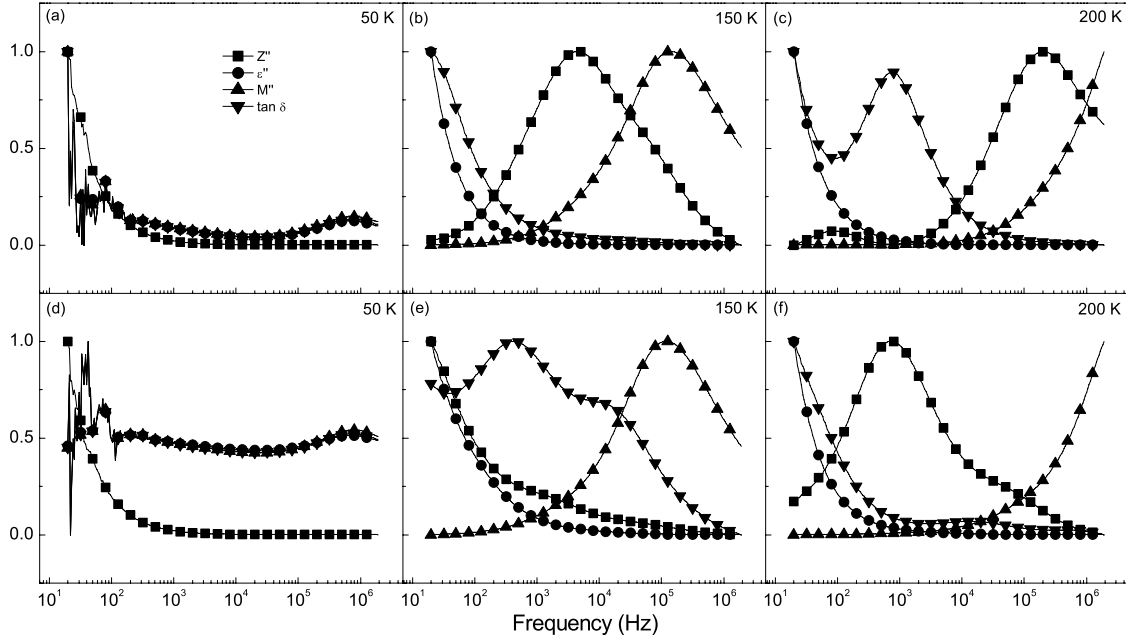 (a) 50 K
(b) 150 K
(c) 200 K
Z"
ε"
M"
tan δ
1.0
0.5
0.0
(d) 50 K
(e) 150 K
(f) 200 K
1.0
0.5
0.0
10¹ 10² 10³ 10⁴ 10⁵ 10⁶
10¹ 10² 10³ 10⁴ 10⁵ 10⁶
10¹ 10² 10³ 10⁴ 10⁵ 10⁶
Frequency (Hz)